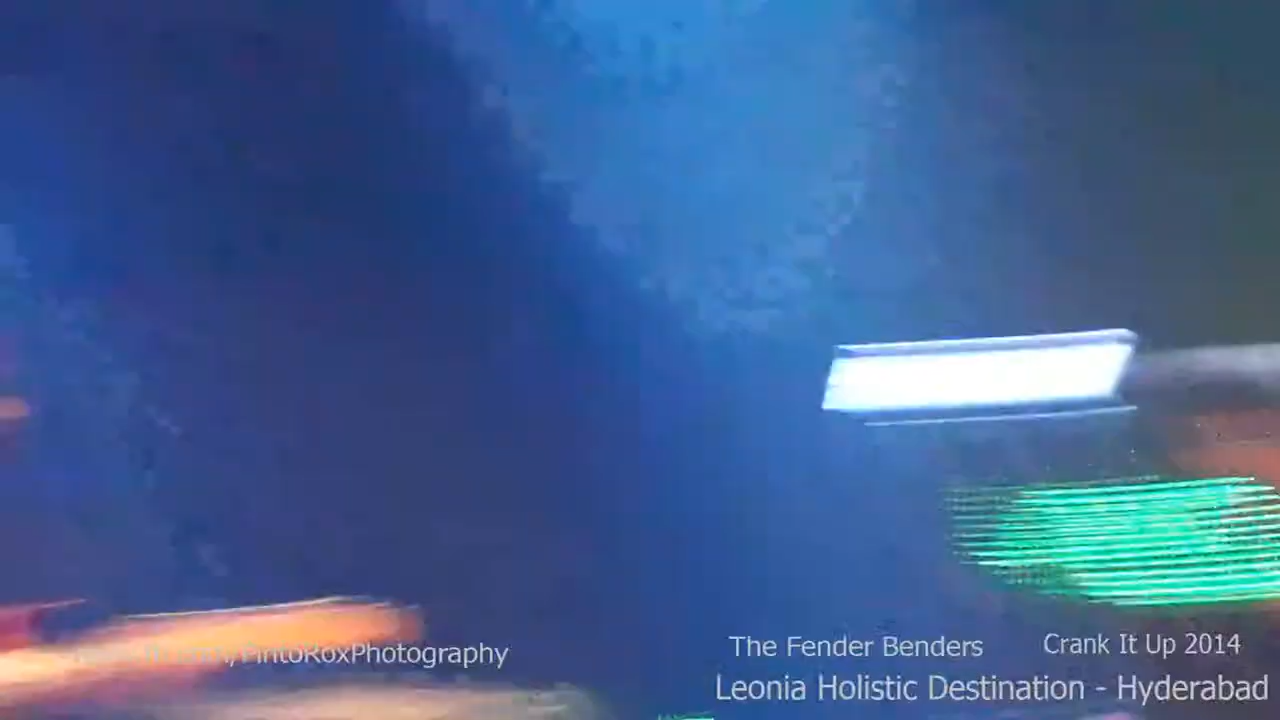 /PintoRoxPhotography
The Fender Benders Crank It Up 2014
Leonia Holistic Destination - Hyderabad